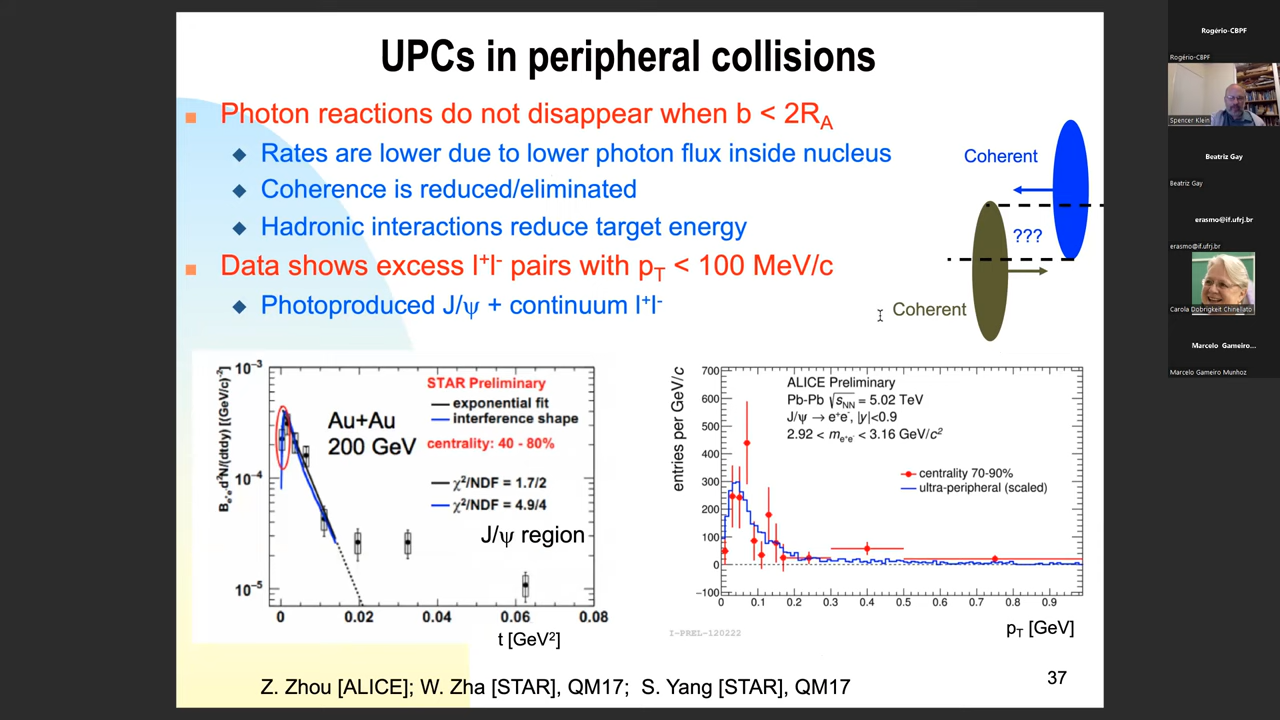 UPCs in peripheral collisions
Photon reactions do not disappear when b < 2RA
Rates are lower due to lower photon flux inside nucleus
Coherence is reduced/eliminated
Hadronic interactions reduce target energy
Data shows excess l+l- pairs with pT < 100 MeV/c
Photoproduced J/ψ + continuum l+l-
Coherent
???
Coherent
STAR Preliminary
exponential fit
interference shape
centrality: 40 - 80%
Au+Au
200 GeV
χ²/NDF = 1.7/2
χ²/NDF = 4.9/4
J/ψ region
10-3
10-4
10-5
0 0.02 0.04 0.06 0.08
t [GeV²]
ALICE Preliminary
Pb-Pb √sNN = 5.02 TeV
J/ψ → e+e-, |y|<0.9
2.92 < me+e- < 3.16 GeV/c²
centrality 70-90%
ultra-peripheral (scaled)
entries per GeV/c
700
600
500
400
300
200
100
0
−100
0 0.1 0.2 0.3 0.4 0.5 0.6 0.7 0.8 0.9
pT [GeV]
I-PREL-120222
Z. Zhou [ALICE]; W. Zha [STAR], QM17; S. Yang [STAR], QM17
37
Rogério-CBPF
Rogério-CBPF
Spencer Klein
Beatriz Gay
Beatriz Gay
erasmo@if.ufrj.br
erasmo@if.ufrj.br
Carola Dobrigkeit Chinellato
Marcelo Gameiro...
Marcelo Gameiro Munhoz